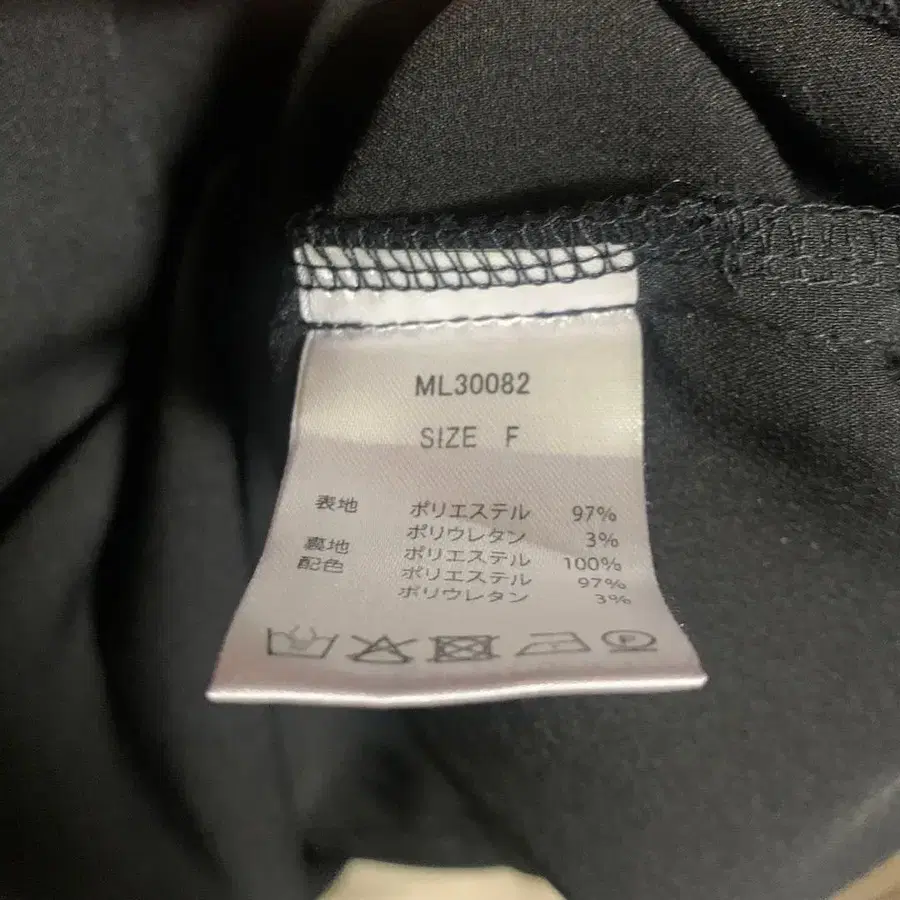 ML30082
SIZE F
表地 ポリエステル 97%
ポリウレタン 3%
裏地 ポリエステル 100%
配色 ポリエステル 97%
ポリウレタン 3%
F